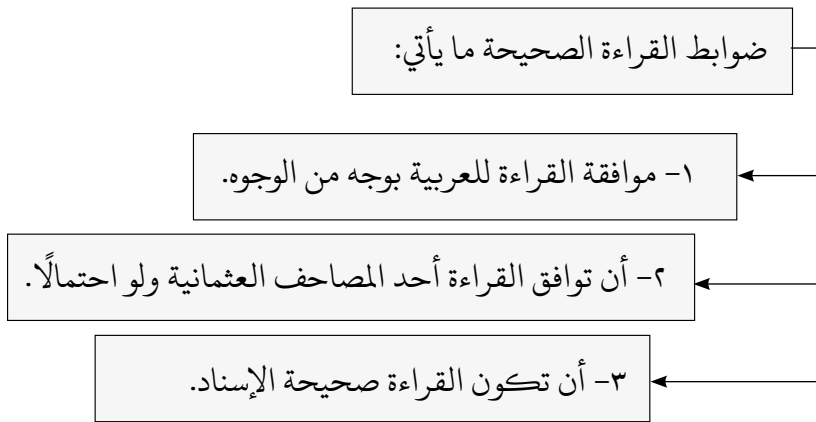 ضوابط القراءة الصحيحة ما يأتي:
١- موافقة القراءة للعربية بوجه من الوجوه.
٢- أن توافق القراءة أحد المصاحف العثمانية ولو احتمالًا.
٣- أن تكون القراءة صحيحة الإسناد.